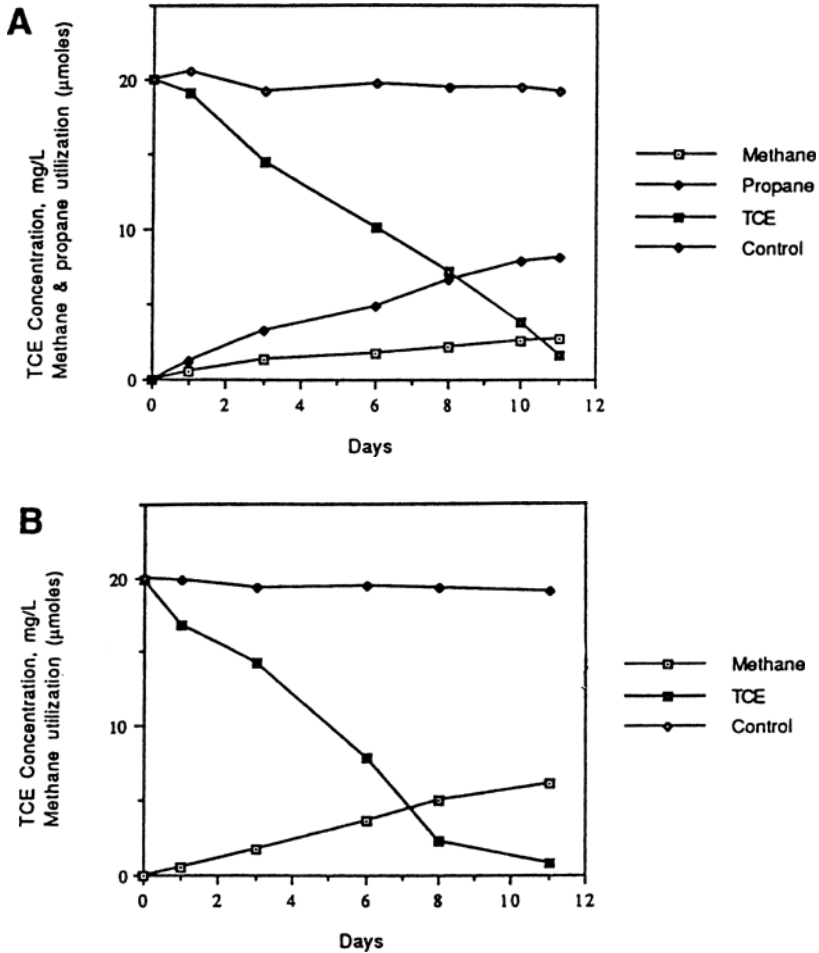 A
TCE Concentration, mg/L
Methane & propane utilization (μmoles)
20
10
0
0 2 4 6 8 10 12
Days
Methane
Propane
TCE
Control
B
TCE Concentration, mg/L
Methane utilization (μmoles)
20
10
0
0 2 4 6 8 10 12
Days
Methane
TCE
Control